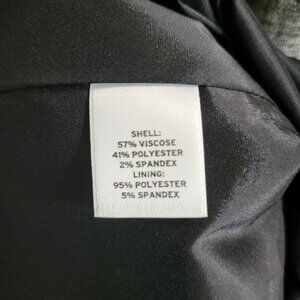 SHELL:
57% VISCOSE
41% POLYESTER
2% SPANDEX
LINING:
95% POLYESTER
5% SPANDEX